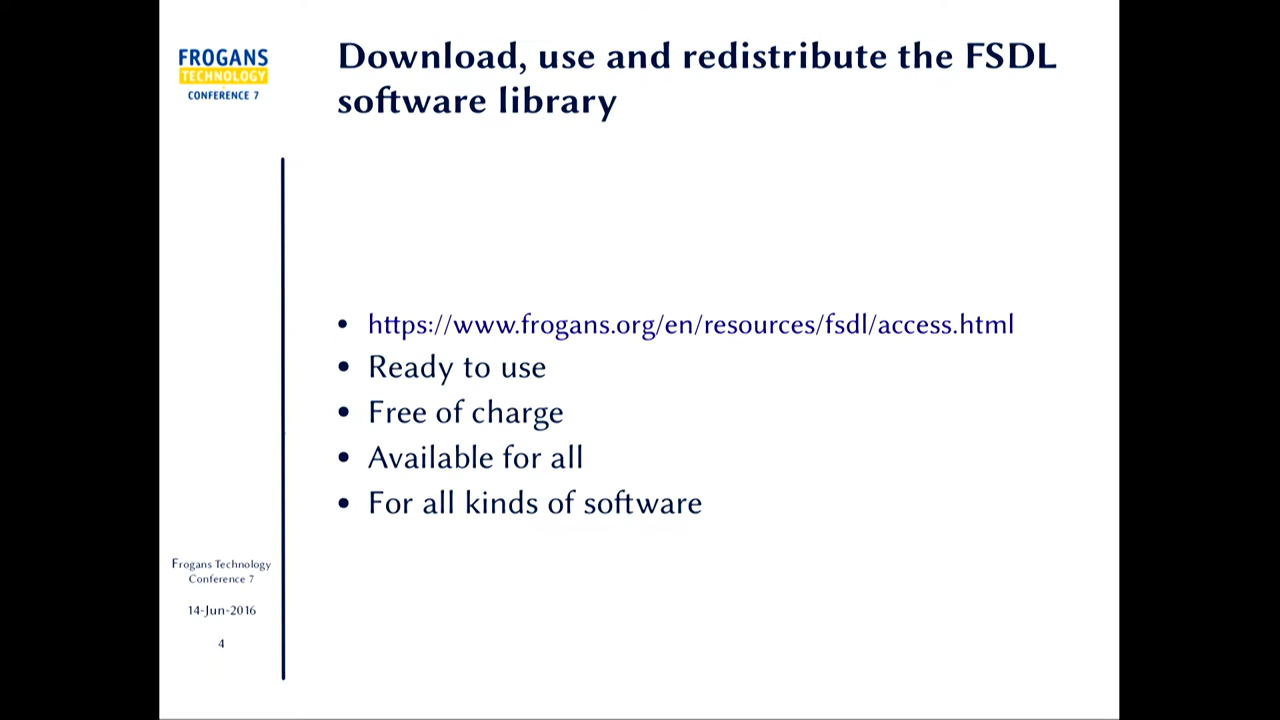 FROGANS
TECHNOLOGY
CONFERENCE 7
Download, use and redistribute the FSDL
software library
• https://www.frogans.org/en/resources/fsdl/access.html
• Ready to use
• Free of charge
• Available for all
• For all kinds of software
Frogans Technology
Conference 7
14-Jun-2016
4